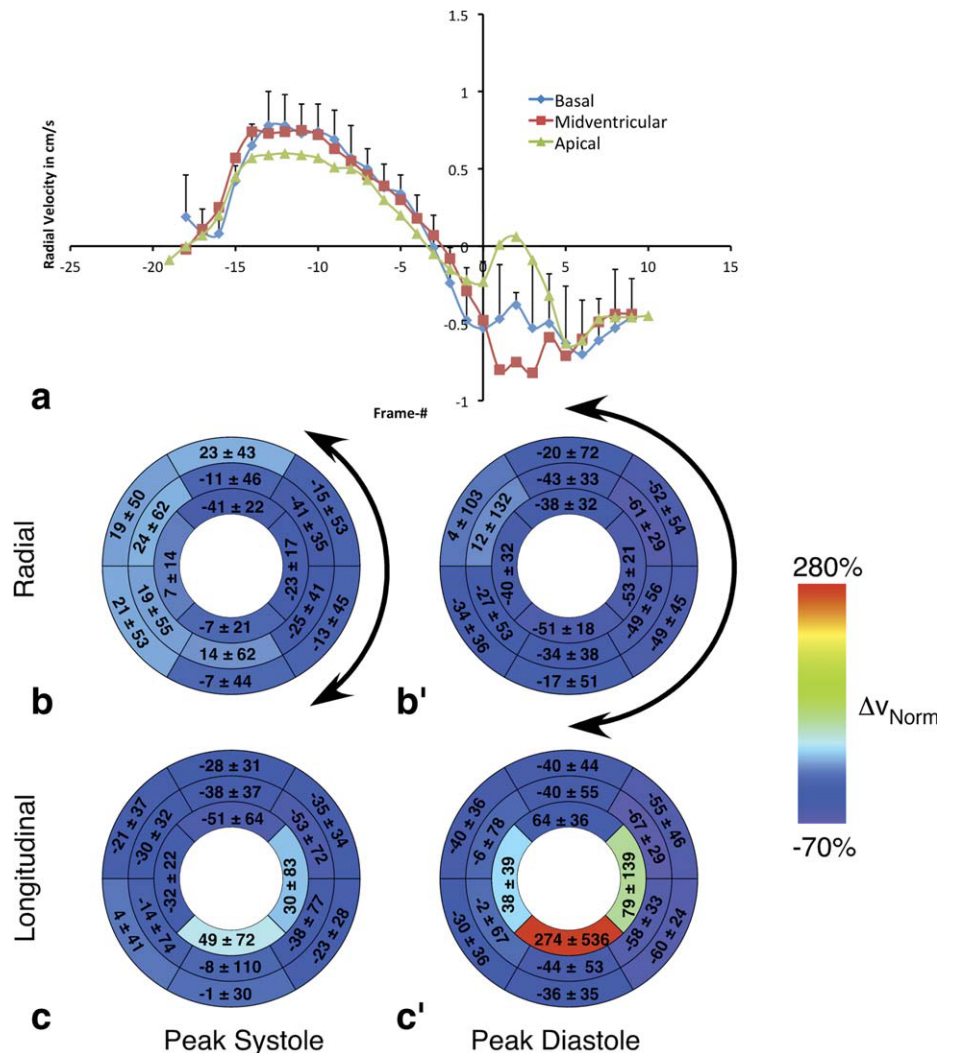 1.5
1
0.5
0
-0.5
-1
-25
-20
-15
-10
-5
0
5
10
15
Radial Velocity in cm/s
Frame-#
Basal
Midventricular
Apical
a
Radial
23 ± 43
-11 ± 46
-41 ± 22
19 ± 50
24 ± 62
7 ± 14
-15 ± 53
-41 ± 35
-23 ± 17
21 ± 53
19 ± 55
-7 ± 21
14 ± 62
-7 ± 44
-25 ± 41
-13 ± 45
b
-20 ± 72
-43 ± 33
-38 ± 32
4 ± 103
12 ± 132
-40 ± 32
-52 ± 54
-61 ± 29
-53 ± 21
-34 ± 36
-27 ± 53
-51 ± 18
-34 ± 38
-17 ± 51
-49 ± 56
-49 ± 45
b'
280%
Δv Norm
-70%
Longitudinal
-28 ± 31
-38 ± 37
-51 ± 64
-21 ± 37
-30 ± 32
-32 ± 22
-35 ± 34
-53 ± 72
30 ± 83
4 ± 41
-14 ± 74
49 ± 72
-8 ± 110
-1 ± 30
-38 ± 77
-23 ± 28
c
-40 ± 44
-40 ± 55
64 ± 36
-40 ± 36
-6 ± 78
38 ± 39
-55 ± 46
-67 ± 29
79 ± 139
-30 ± 36
-2 ± 67
274 ± 536
-44 53
-36 ± 35
-58 ± 33
-60 ± 24
c'
Peak Systole
Peak Diastole